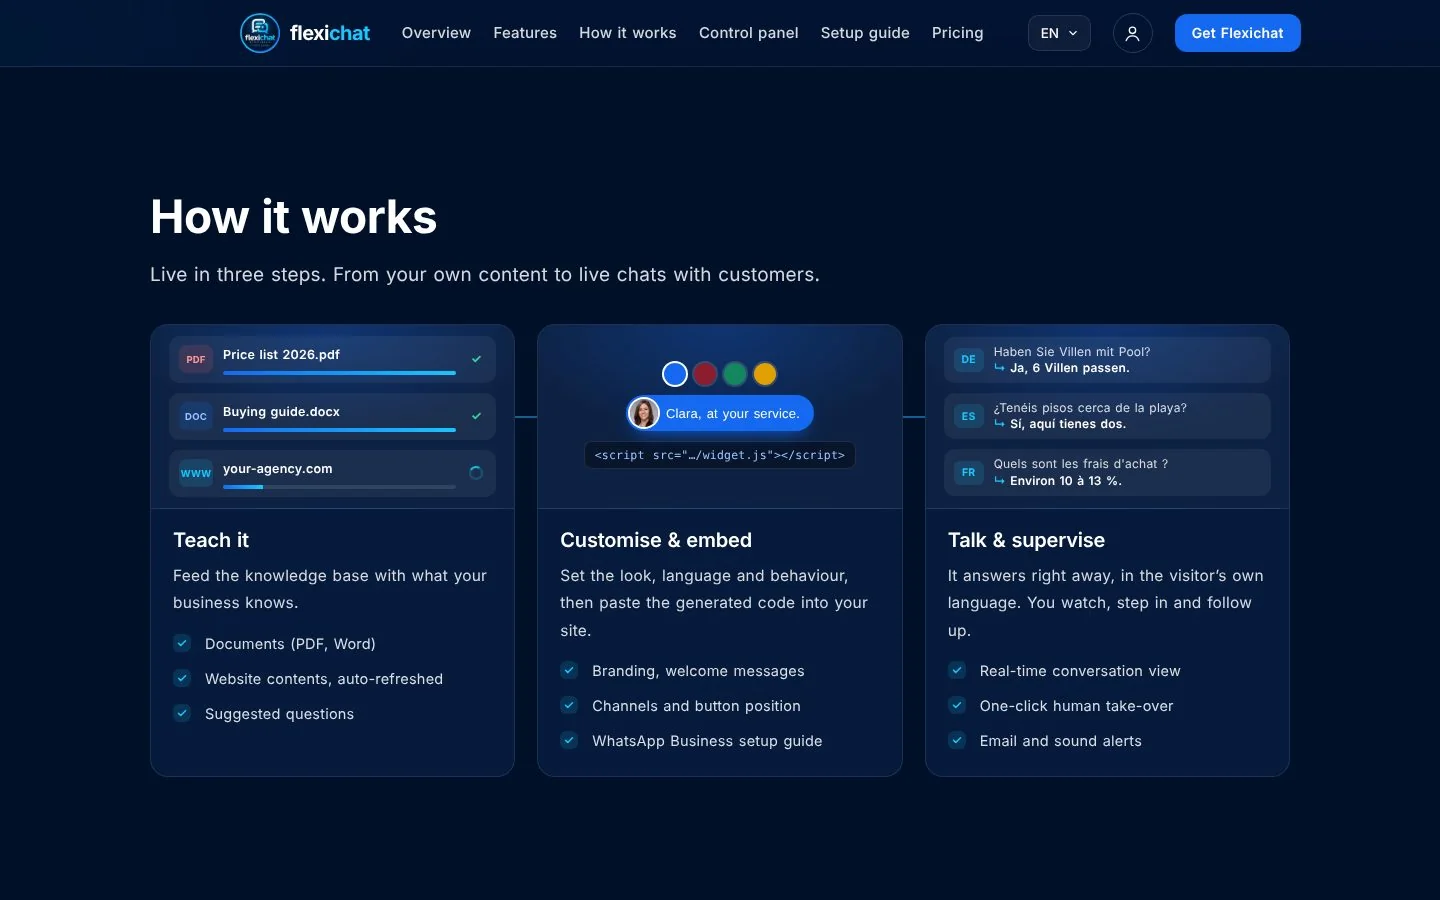 flexichat
Overview
Features
How it works
Control panel
Setup guide
Pricing
EN
Get Flexichat
How it works
Live in three steps. From your own content to live chats with customers.
PDF
Price list 2026.pdf
DOC
Buying guide.docx
WWW
your-agency.com
Teach it
Feed the knowledge base with what your
business knows.
Documents (PDF, Word)
Website contents, auto-refreshed
Suggested questions
Clara, at your service.
<script src="…/widget.js"></script>
Customise & embed
Set the look, language and behaviour,
then paste the generated code into your
site.
Branding, welcome messages
Channels and button position
WhatsApp Business setup guide
DE
Haben Sie Villen mit Pool?
↳ Ja, 6 Villen passen.
ES
¿Tenéis pisos cerca de la playa?
↳ Sí, aquí tienes dos.
FR
Quels sont les frais d'achat ?
↳ Environ 10 à 13 %.
Talk & supervise
It answers right away, in the visitor’s own
language. You watch, step in and follow
up.
Real-time conversation view
One-click human take-over
Email and sound alerts